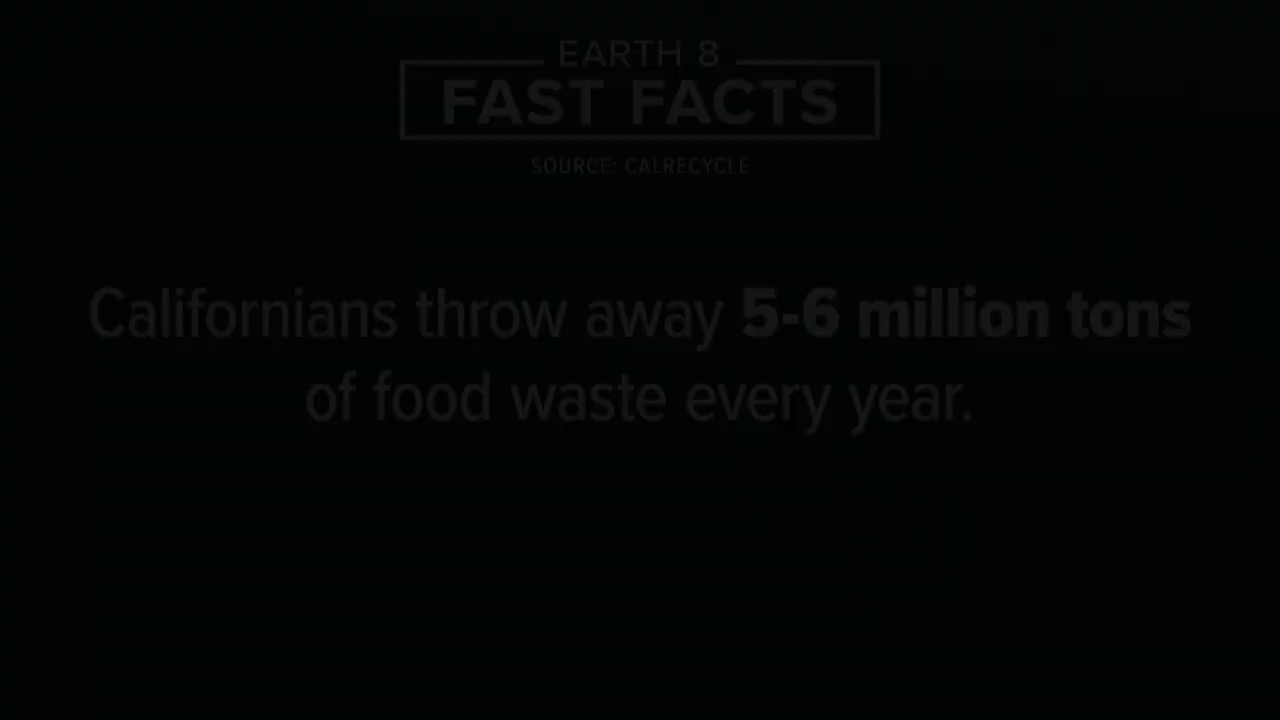 EARTH 8
FAST FACTS
SOURCE: CALRECYCLE
Californians throw away 5-6 million tons
of food waste every year.